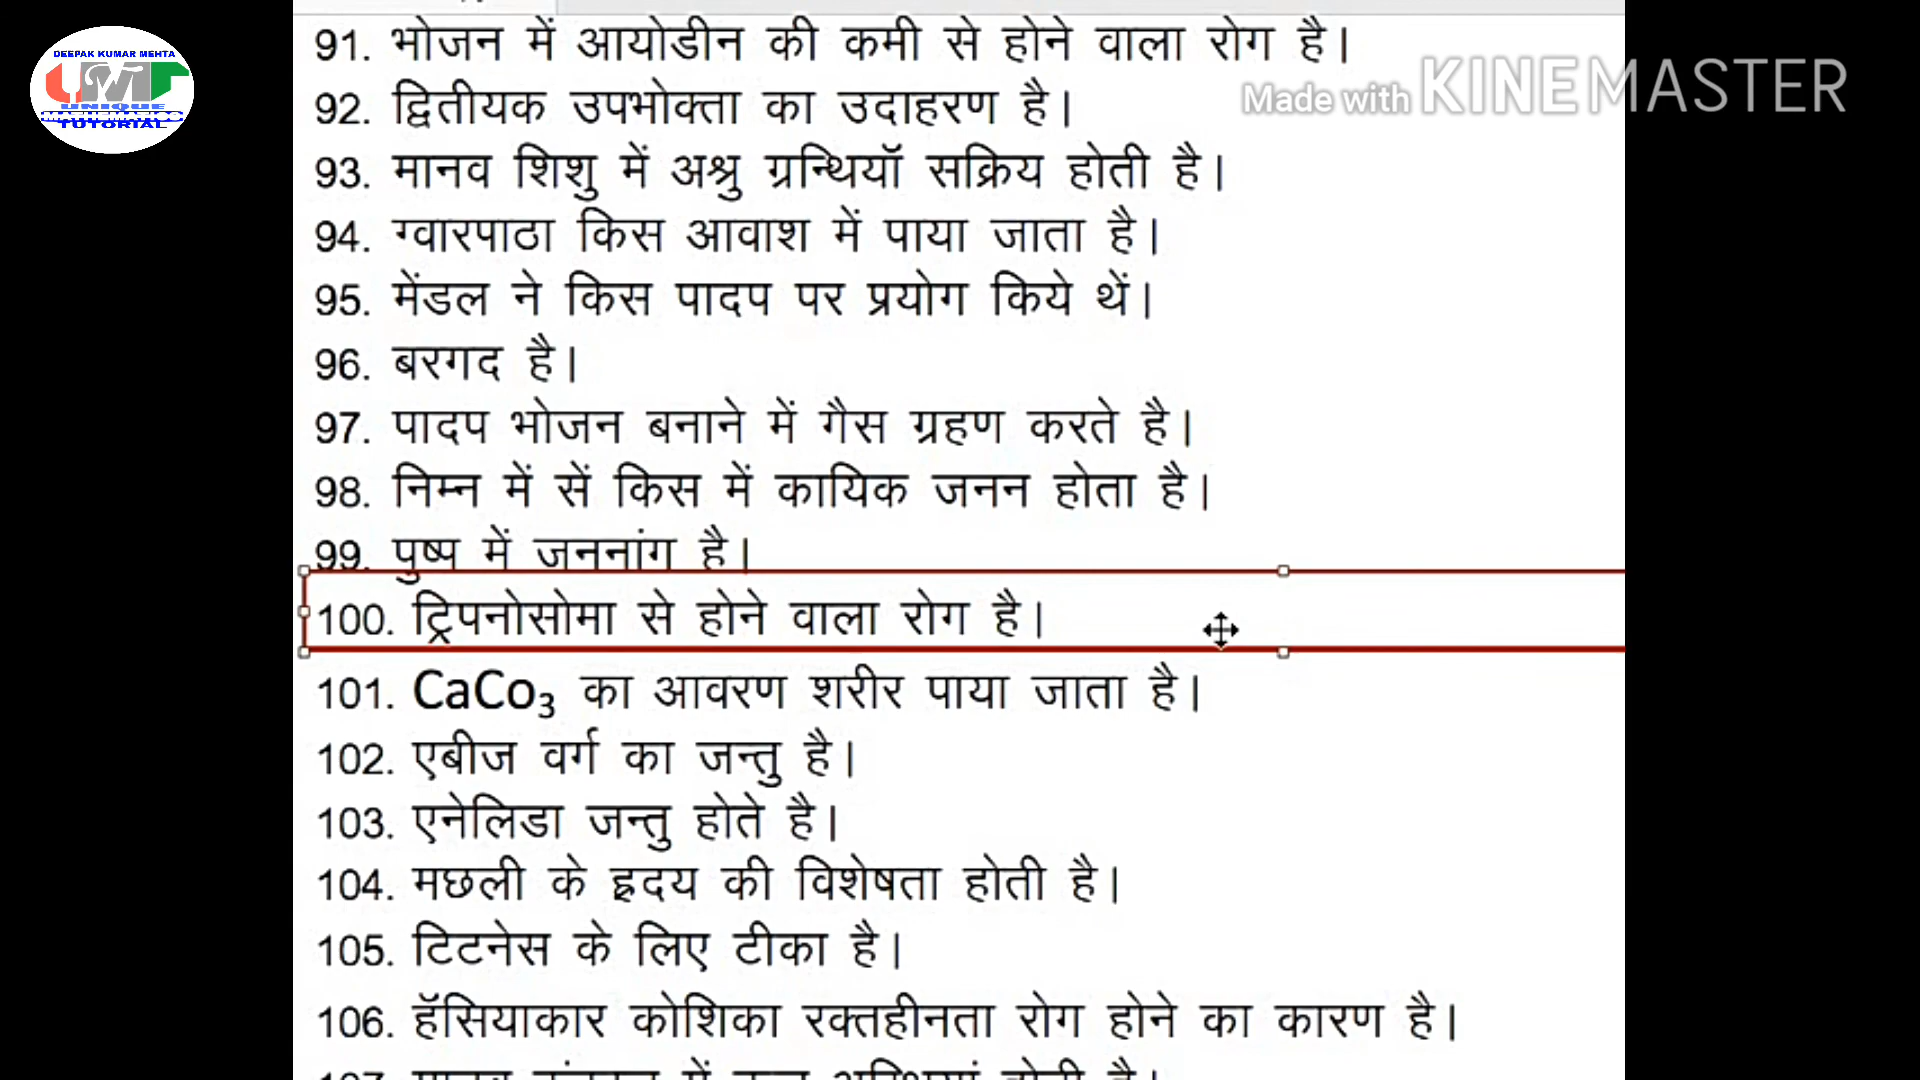 DEEPAK KUMAR MEHTA
UMT
UNIQUE
MATHEMATICS
TUTORIAL
Made with KINEMASTER
91. भोजन में आयोडीन की कमी से होने वाला रोग है।
92. द्वितीयक उपभोक्ता का उदाहरण है।
93. मानव शिशु में अश्रु ग्रन्थियॉ सक्रिय होती है।
94. ग्वारपाठा किस आवाश में पाया जाता है।
95. मेंडल ने किस पादप पर प्रयोग किये थें।
96. बरगद है।
97. पादप भोजन बनाने में गैस ग्रहण करते है।
98. निम्न में सें किस में कायिक जनन होता है।
99. पुष्प में जननांग है।
100. ट्रिपनोसोमा से होने वाला रोग है।
101. CaCo₃ का आवरण शरीर पाया जाता है।
102. एबीज वर्ग का जन्तु है।
103. एनेलिडा जन्तु होते है।
104. मछली के ह्रदय की विशेषता होती है।
105. टिटनेस के लिए टीका है।
106. हॅसियाकार कोशिका रक्तहीनता रोग होने का कारण है।